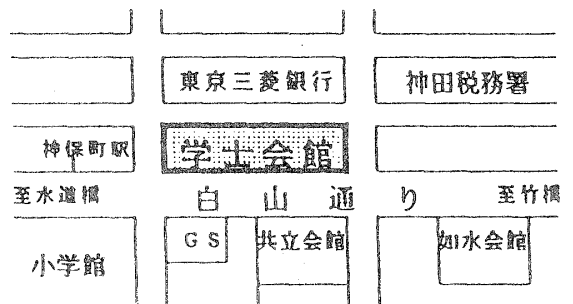 東京三菱銀行
神田税務署
神保町駅
学士会館
至水道橋
白山通り
至竹橋
GS
共立会館
如水会館
小学館